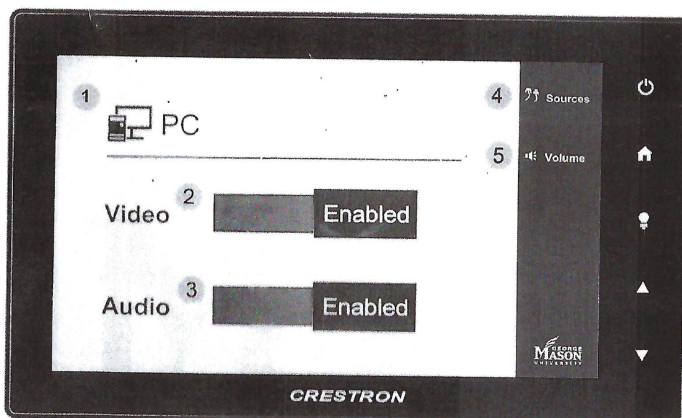 1
PC
4 Sources
5 Volume
Video 2 Enabled
Audio 3 Enabled
GEORGE
MASON
UNIVERSITY
CRESTRON